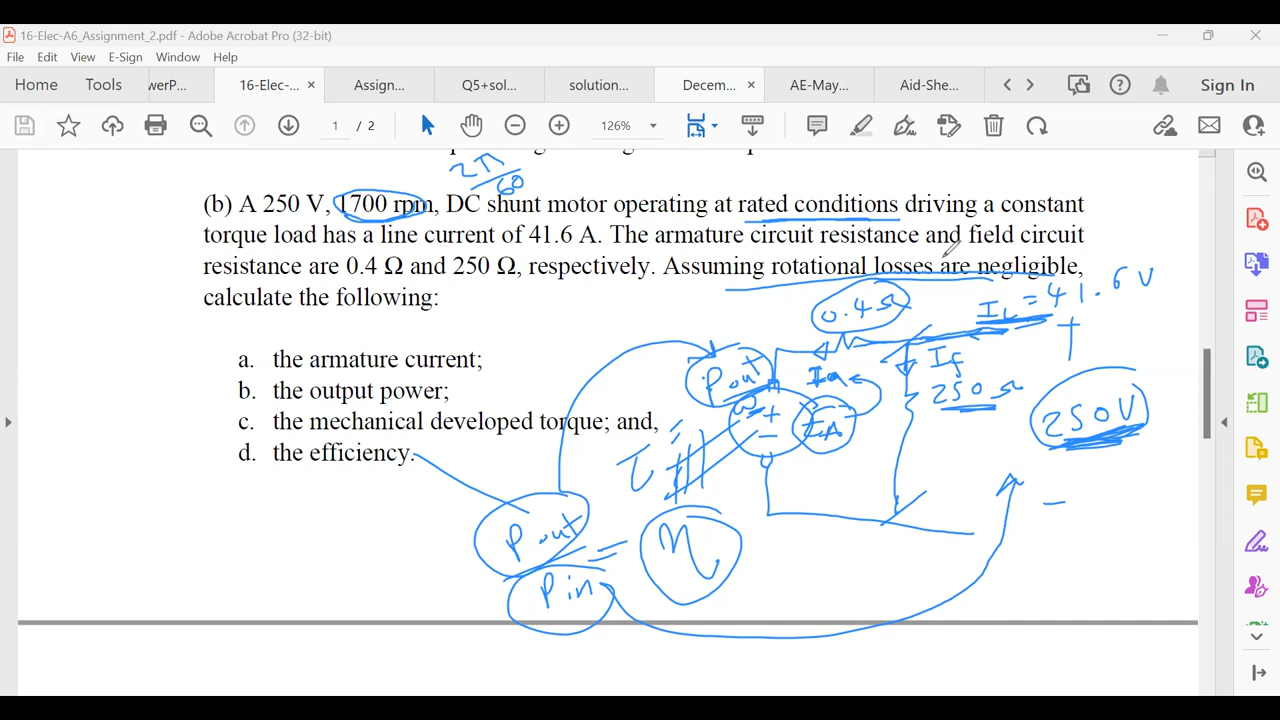 16-Elec-A6_Assignment_2.pdf - Adobe Acrobat Pro (32-bit)
File Edit View E-Sign Window Help
Home Tools werP... 16-Elec-... Assign... Q5+sol... solution... Decem... AE-May... Aid-She... Sign In
1 / 2 126%
2π/60
(b) A 250 V, 1700 rpm, DC shunt motor operating at rated conditions driving a constant
torque load has a line current of 41.6 A. The armature circuit resistance and field circuit
resistance are 0.4 Ω and 250 Ω, respectively. Assuming rotational losses are negligible,
calculate the following:
0.4Ω IL = 41.6 V
+
a. the armature current;
Pout Ia If
b. the output power;
250Ω
250V
c. the mechanical developed torque; and,
ω + − EA
d. the efficiency.
τ
−
Pout
= η
Pin